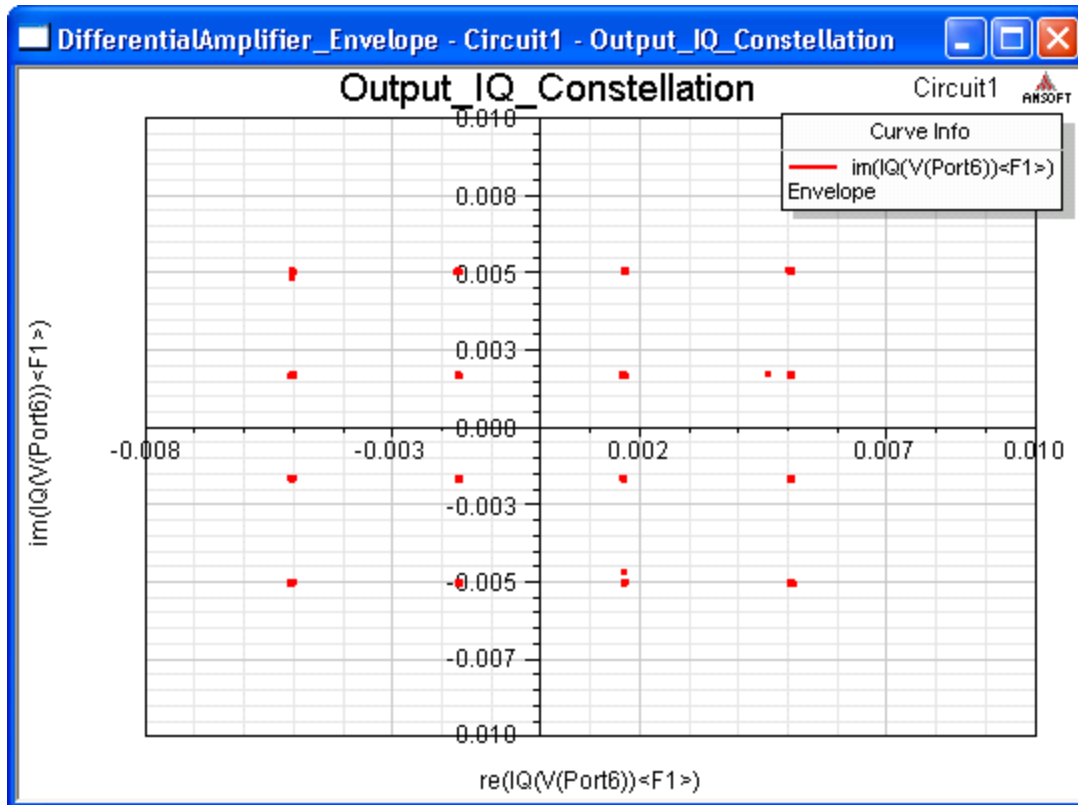 DifferentialAmplifier_Envelope - Circuit1 - Output_IQ_Constellation
Output_IQ_Constellation
Circuit1
ANSOFT
Curve Info
im(IQ(V(Port6))<F1>)
Envelope
0.010
0.008
0.005
0.003
0.000
-0.003
-0.005
-0.007
-0.010
-0.008
-0.003
0.002
0.007
0.010
im(IQ(V(Port6))<F1>)
re(IQ(V(Port6))<F1>)